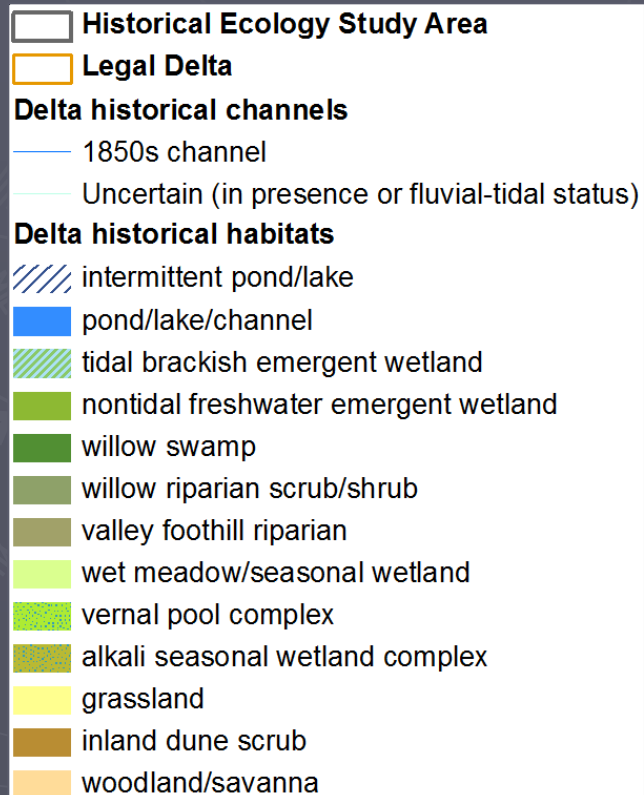 Historical Ecology Study Area
Legal Delta
Delta historical channels
1850s channel
Uncertain (in presence or fluvial-tidal status)
Delta historical habitats
intermittent pond/lake
pond/lake/channel
tidal brackish emergent wetland
nontidal freshwater emergent wetland
willow swamp
willow riparian scrub/shrub
valley foothill riparian
wet meadow/seasonal wetland
vernal pool complex
alkali seasonal wetland complex
grassland
inland dune scrub
woodland/savanna